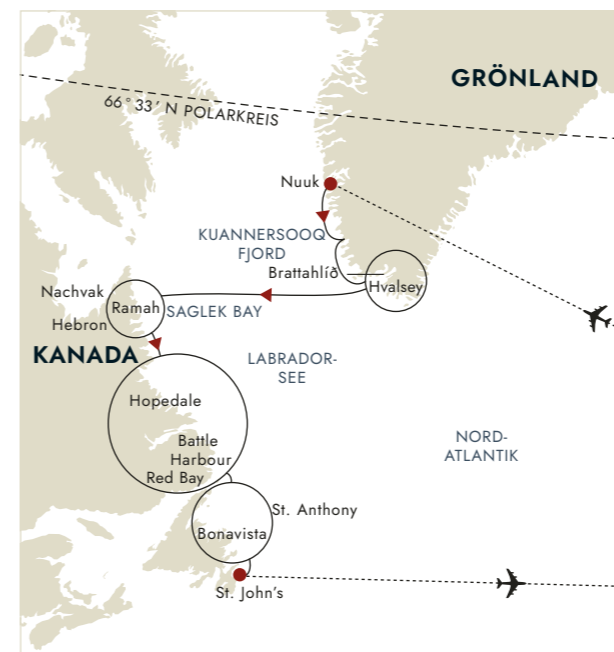 GRÖNLAND
66° 33' N POLARKREIS
Nuuk
KUANNERSOOQ
FJORD
Brattahlíð
Hvalsey
Nachvak
Ramah
SAGLEK BAY
Hebron
KANADA
LABRADOR-
SEE
Hopedale
Battle
Harbour
Red Bay
NORD-
ATLANTIK
St. Anthony
Bonavista
St. John's